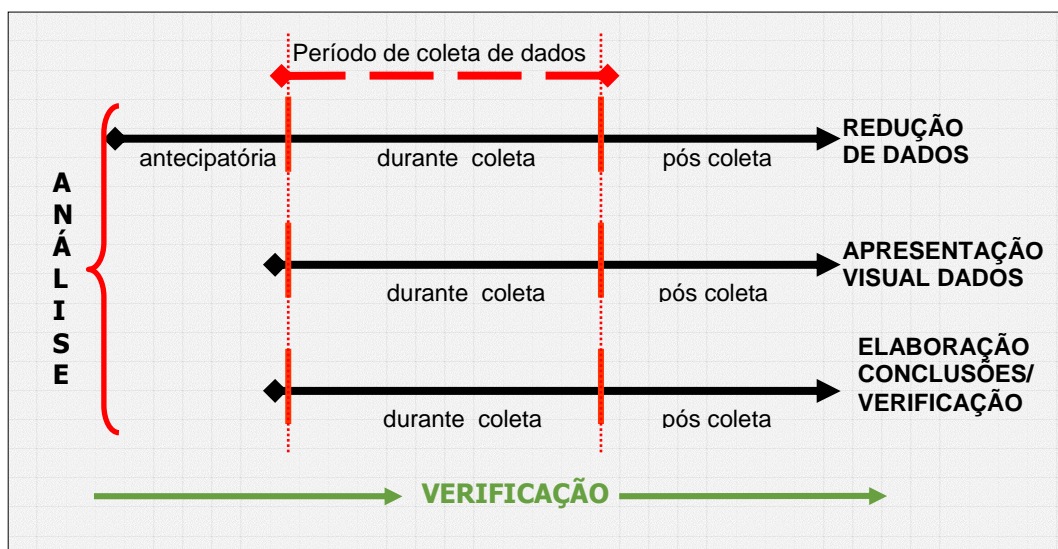 Período de coleta de dados
ANÁLISE
antecipatória durante coleta pós coleta
REDUÇÃO
DE DADOS
durante coleta pós coleta
APRESENTAÇÃO
VISUAL DADOS
durante coleta pós coleta
ELABORAÇÃO
CONCLUSÕES/
VERIFICAÇÃO
VERIFICAÇÃO